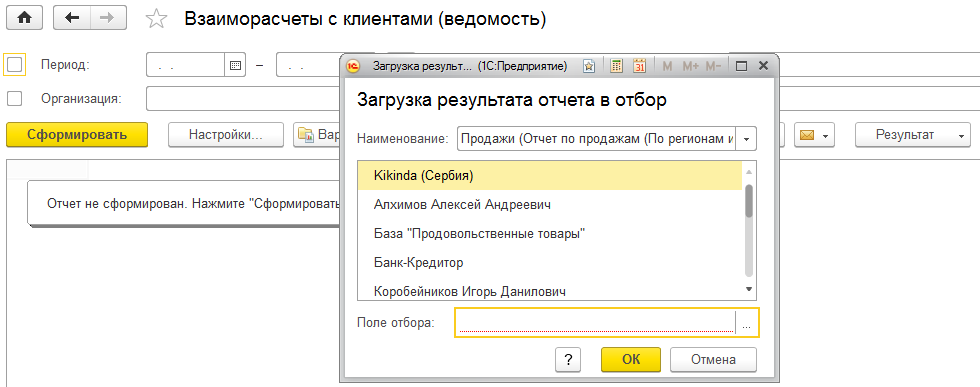 Взаиморасчеты с клиентами (ведомость)
Период: . . – . .
Организация:
Сформировать Настройки... Вар Результат
Отчет не сформирован. Нажмите "Сформировать
Загрузка результ... (1С:Предприятие) 31 M M+ M-
Загрузка результата отчета в отбор
Наименование: Продажи (Отчет по продажам (По регионам и
Kikinda (Сербия)
Алхимов Алексей Андреевич
База "Продовольственные товары"
Банк-Кредитор
Коробейников Игорь Данилович
Поле отбора: ...
? ОК Отмена